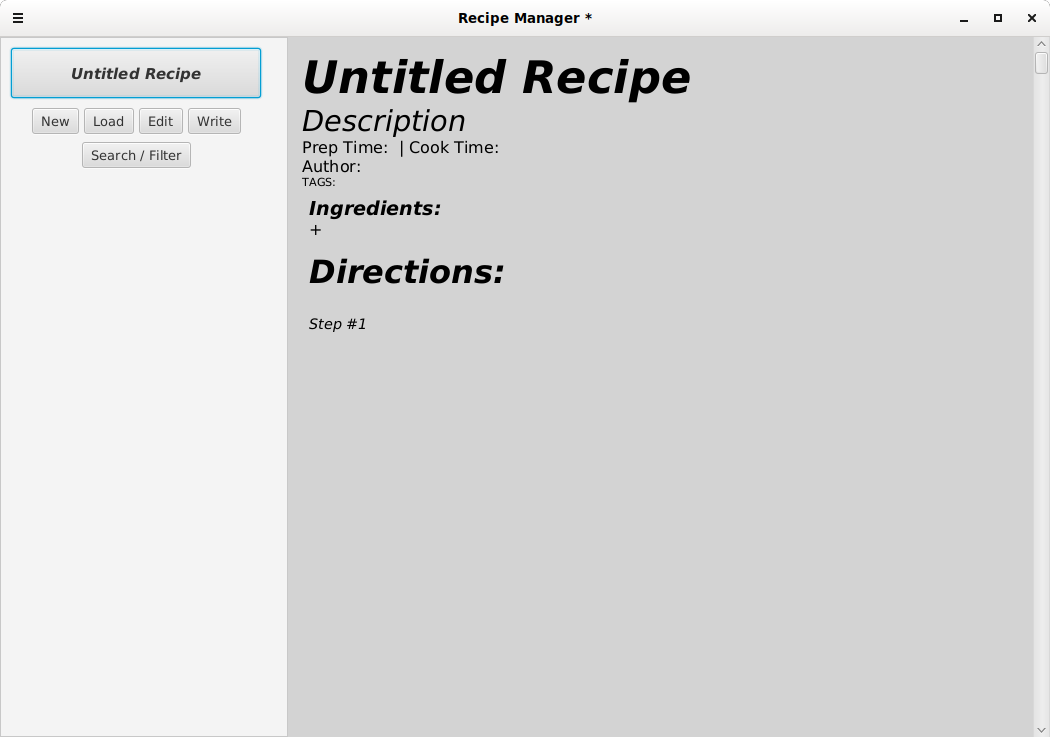 Recipe Manager *
Untitled Recipe
New Load Edit Write
Search / Filter
Untitled Recipe
Description
Prep Time:  | Cook Time:
Author:
TAGS:
Ingredients:
+
Directions:
Step #1